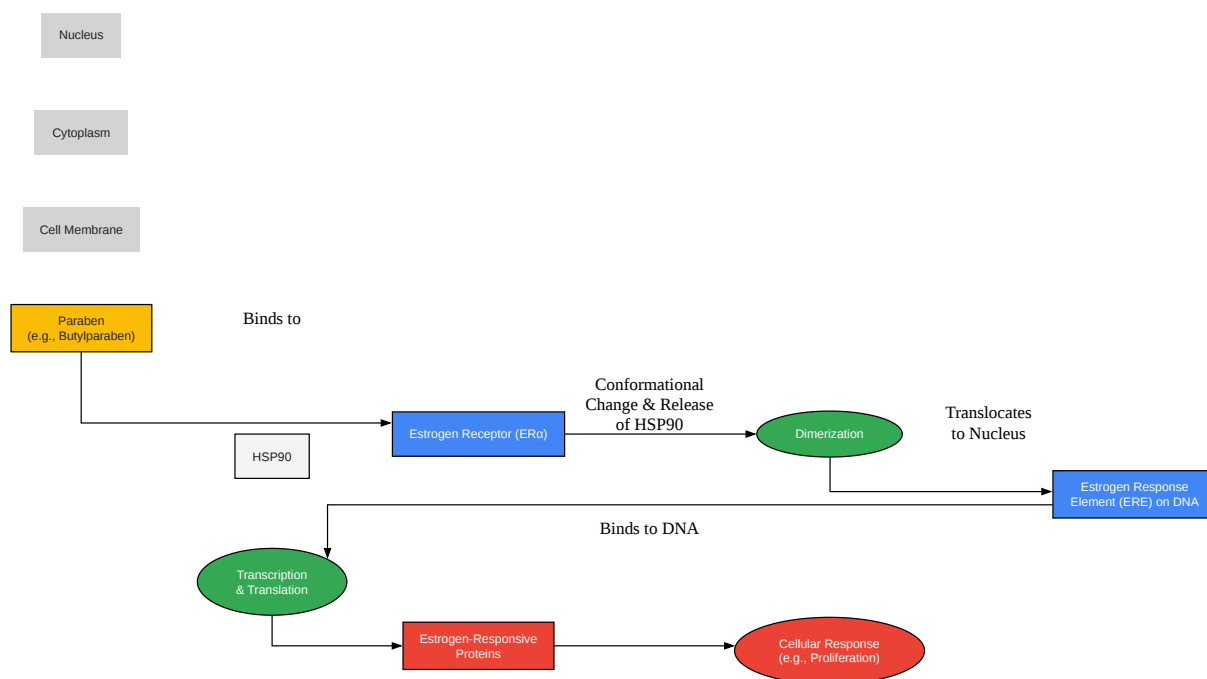 Nucleus
Cytoplasm
Cell Membrane
Paraben
(e.g., Butylparaben)
Binds to
Conformational
Change & Release
of HSP90
Estrogen Receptor (ERα)
Dimerization
Translocates
to Nucleus
HSP90
Estrogen Response
Element (ERE) on DNA
Binds to DNA
Transcription
& Translation
Estrogen-Responsive
Proteins
Cellular Response
(e.g., Proliferation)